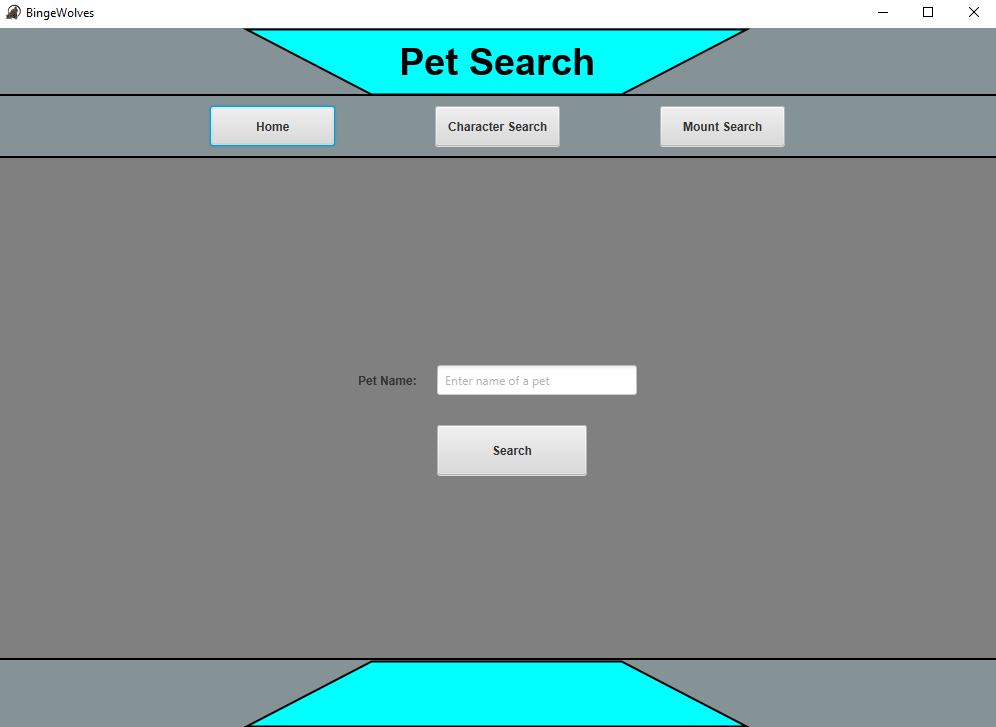 BingeWolves
Pet Search
Home Character Search Mount Search
Pet Name: Enter name of a pet
Search